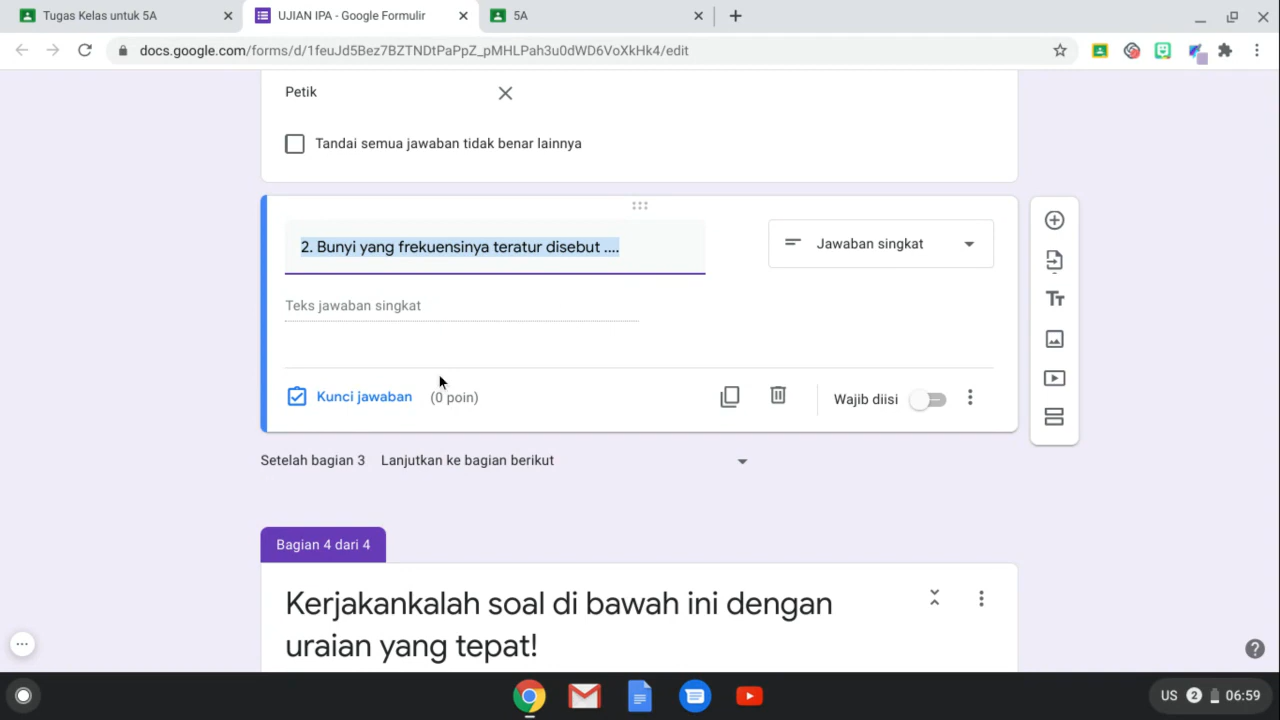 Tugas Kelas untuk 5A
UJIAN IPA - Google Formulir
5A
docs.google.com/forms/d/1feuJd5Bez7BZTNDtPaPpZ_pMHLPah3u0dWD6VoXkHk4/edit
Petik
Tandai semua jawaban tidak benar lainnya
2. Bunyi yang frekuensinya teratur disebut ....
Jawaban singkat
Teks jawaban singkat
Kunci jawaban (0 poin)
Wajib diisi
Setelah bagian 3 Lanjutkan ke bagian berikut
Bagian 4 dari 4
Kerjakankalah soal di bawah ini dengan
uraian yang tepat!
US 2 06:59